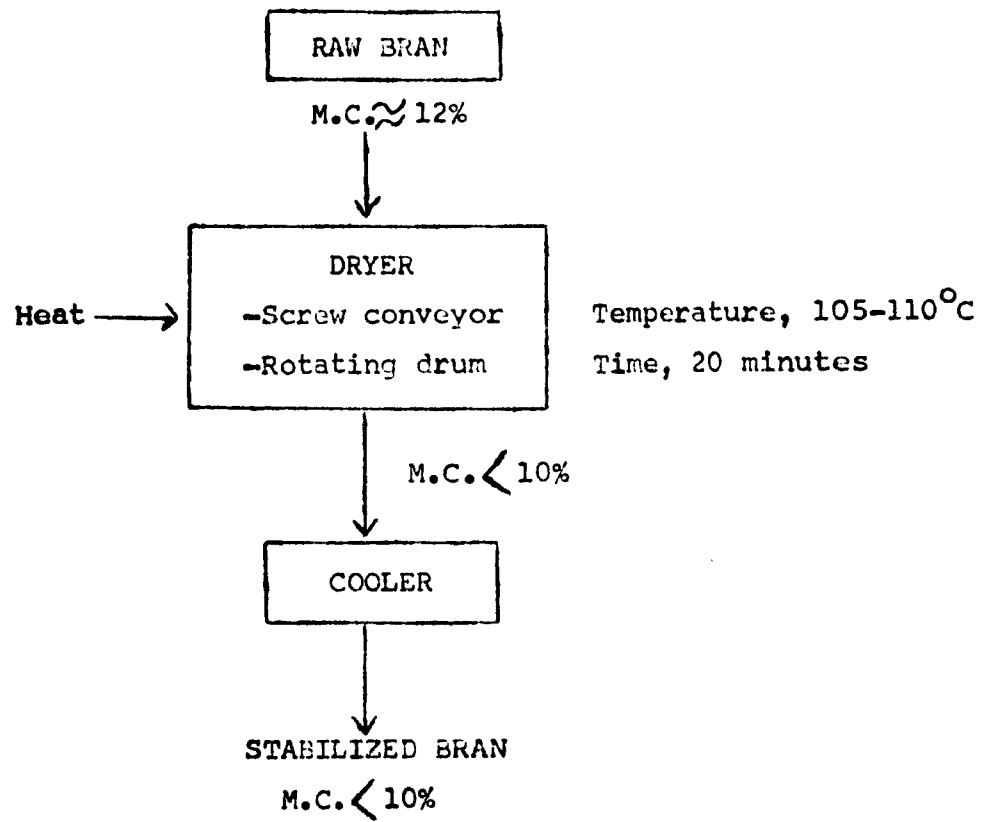 RAW BRAN
M.C.≈ 12%
DRYER
Heat
-Screw conveyor
-Rotating drum
Temperature, 105-110°C
Time, 20 minutes
M.C.< 10%
COOLER
STABILIZED BRAN
M.C.< 10%